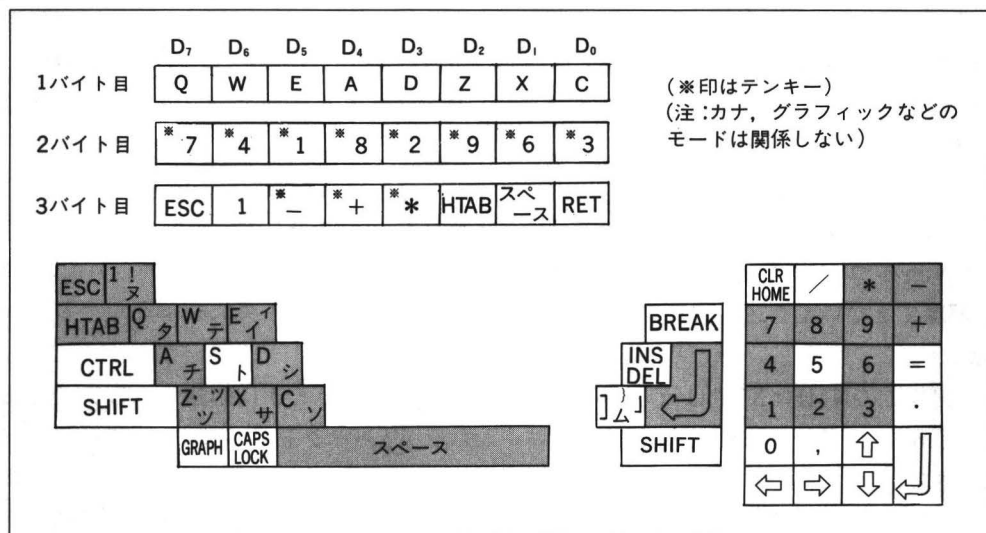 D₇ D₆ D₅ D₄ D₃ D₂ D₁ D₀
1バイト目 Q W E A D Z X C
(※印はテンキー)
(注:カナ,グラフィックなどの
モードは関係しない)
2バイト目 ※7 ※4 ※1 ※8 ※2 ※9 ※6 ※3
3バイト目 ESC 1 ※- ※+ ※* HTAB スペース RET
ESC 1 ! ヌ
HTAB Q タ W テ E ィ イ
CTRL A チ S ト D シ
SHIFT Z ッ ツ X サ C ソ
GRAPH CAPS LOCK スペース
BREAK
INS DEL
] } 」 ム
SHIFT
CLR HOME / * -
7 8 9 +
4 5 6 =
1 2 3 .
0 , ⇧
⇦ ⇨ ⇩